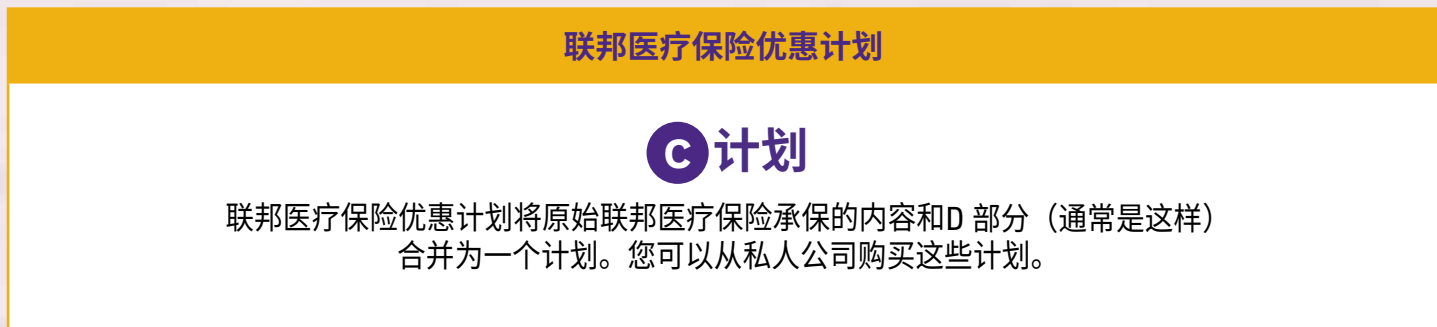 联邦医疗保险优惠计划
C 计划
联邦医疗保险优惠计划将原始联邦医疗保险承保的内容和D 部分（通常是这样）
合并为一个计划。您可以从私人公司购买这些计划。